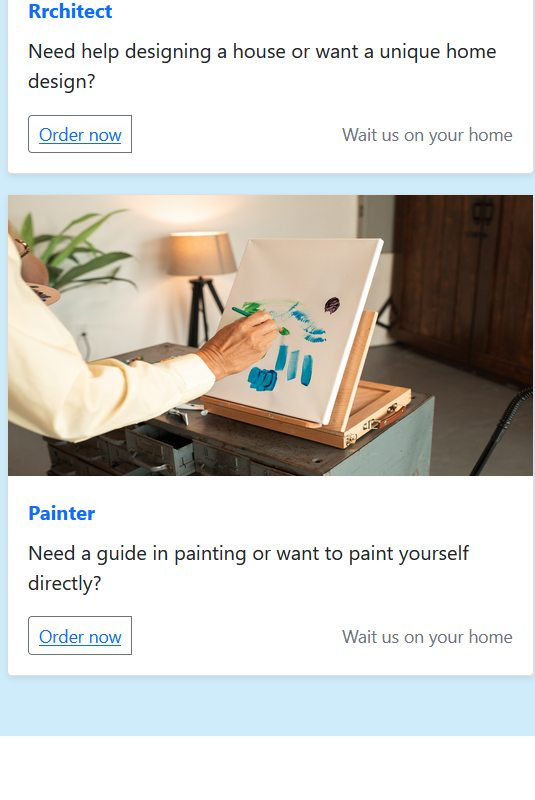 Rrchitect
Need help designing a house or want a unique home
design?
Order now
Wait us on your home
Painter
Need a guide in painting or want to paint yourself
directly?
Order now
Wait us on your home